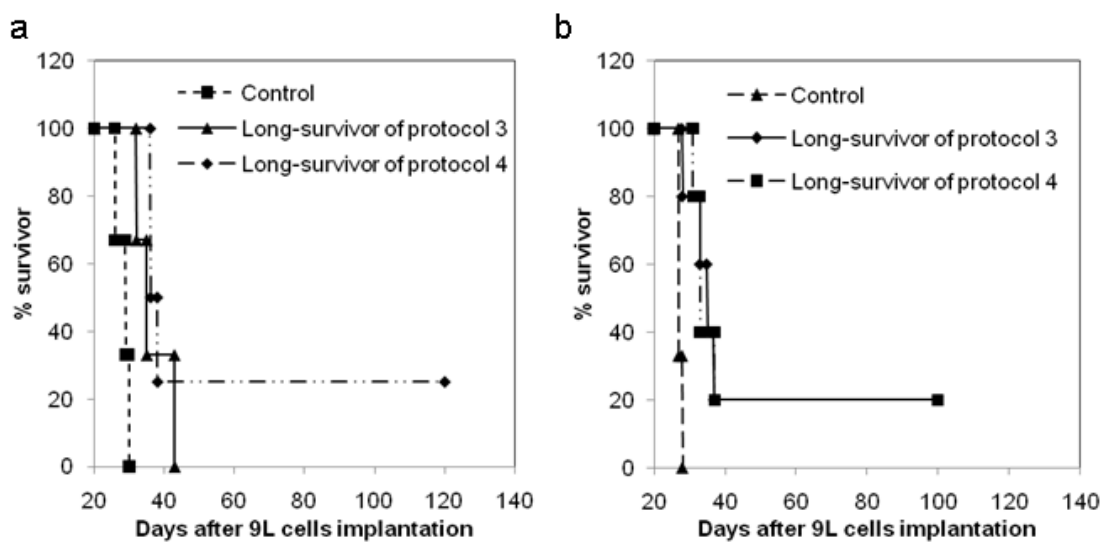 a
120
100
80
60
40
20
0
% survivor
Control
Long-survivor of protocol 3
Long-survivor of protocol 4
20 40 60 80 100 120 140
Days after 9L cells implantation
b
120
100
80
60
40
20
0
% survivor
Control
Long-survivor of protocol 3
Long-survivor of protocol 4
20 40 60 80 100 120 140
Days after 9L cells implantation